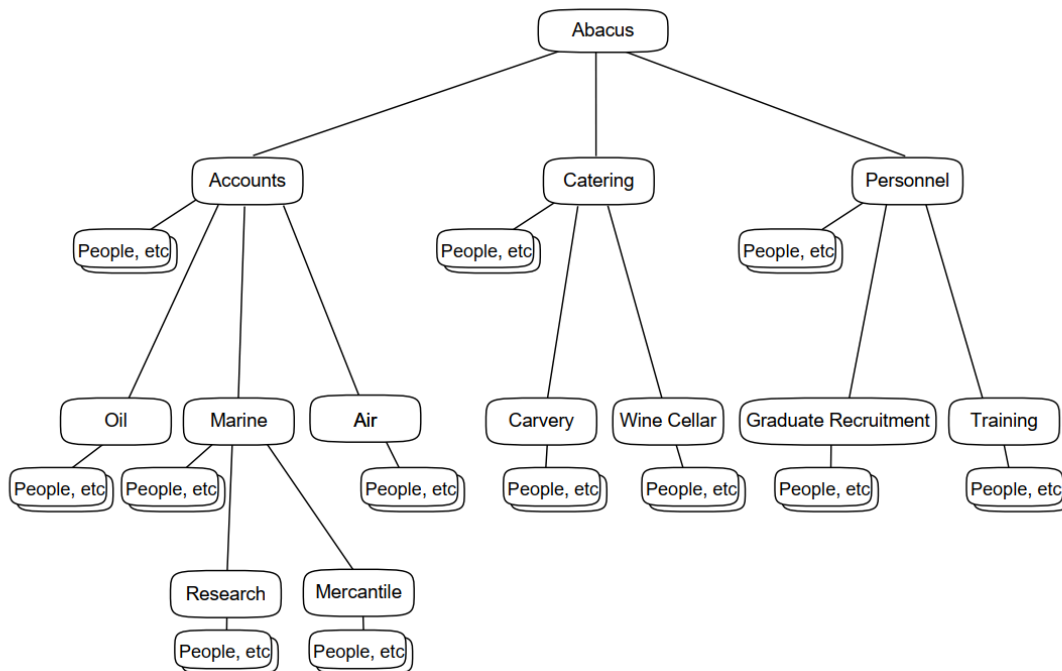 Abacus
Accounts
Catering
Personnel
People, etc
People, etc
People, etc
Oil
Marine
Air
Carvery
Wine Cellar
Graduate Recruitment
Training
People, etc
People, etc
People, etc
People, etc
People, etc
People, etc
People, etc
Research
Mercantile
People, etc
People, etc